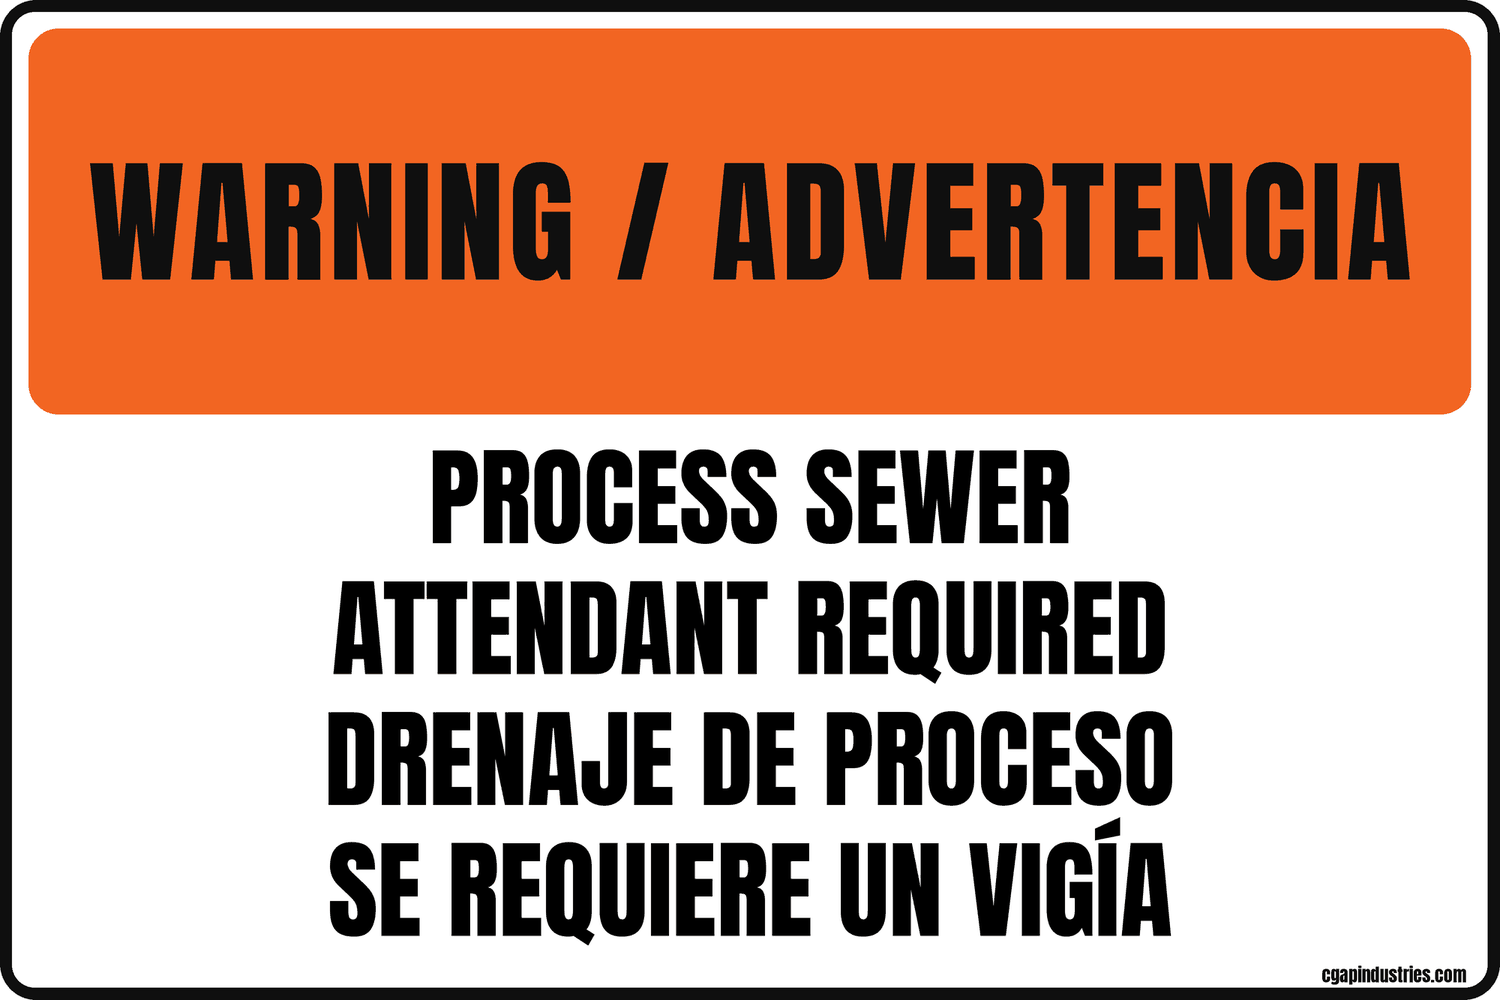 WARNING / ADVERTENCIA
PROCESS SEWER
ATTENDANT REQUIRED
DRENAJE DE PROCESO
SE REQUIERE UN VIGÍA
cgapindustries.com